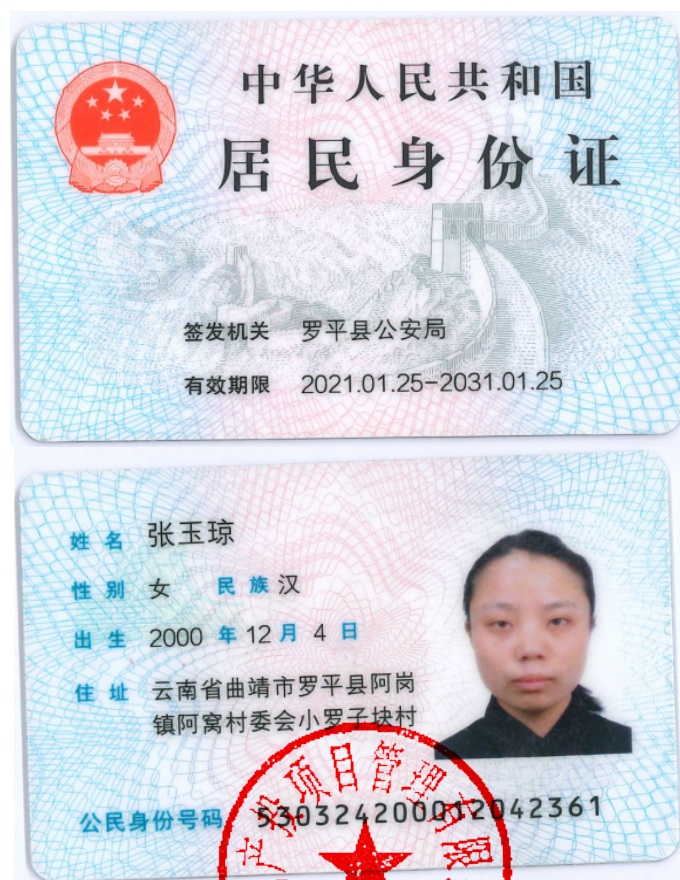 中华人民共和国
居民身份证
签发机关 罗平县公安局
有效期限 2021.01.25-2031.01.25
姓名 张玉琼
性别 女 民族 汉
出生 2000 年 12 月 4 日
住址 云南省曲靖市罗平县阿岗
镇阿窝村委会小罗子块村
公民身份号码 530324200012042361
产投项目管理有限